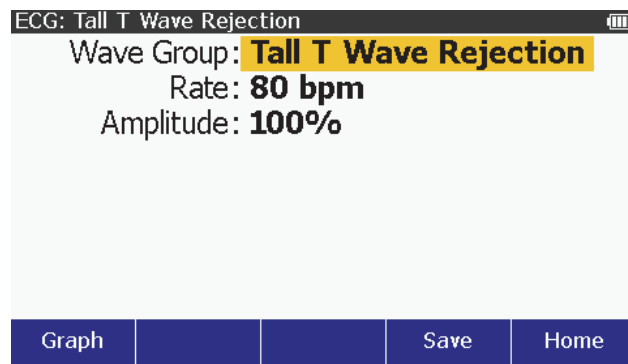 ECG: Tall T Wave Rejection
Wave Group: Tall T Wave Rejection
Rate: 80 bpm
Amplitude: 100%
Graph Save Home